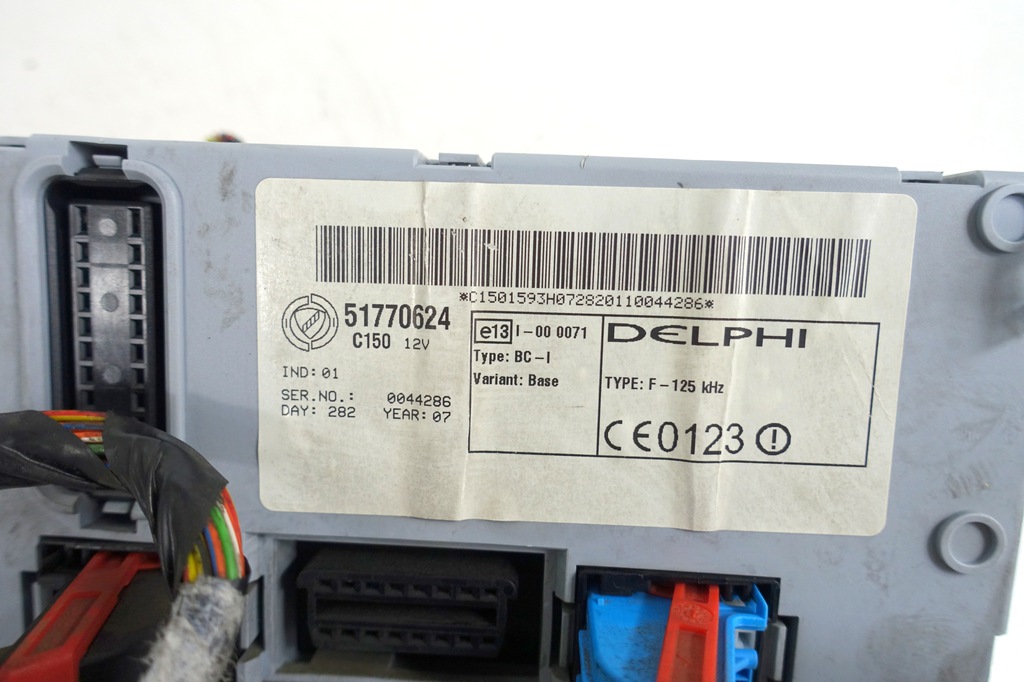 *C1501593H072820110044286*
51770624
C150 12V
IND: 01
SER.NO.: 0044286
DAY: 282 YEAR: 07
e13 I-00 0071
Type: BC-I
Variant: Base
DELPHI
TYPE: F-125 kHz
CE0123